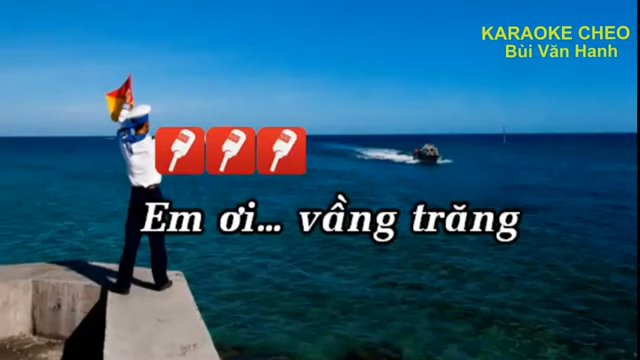 KARAOKE CHEO
Bùi Văn Hanh
Em ơi... vầng trăng